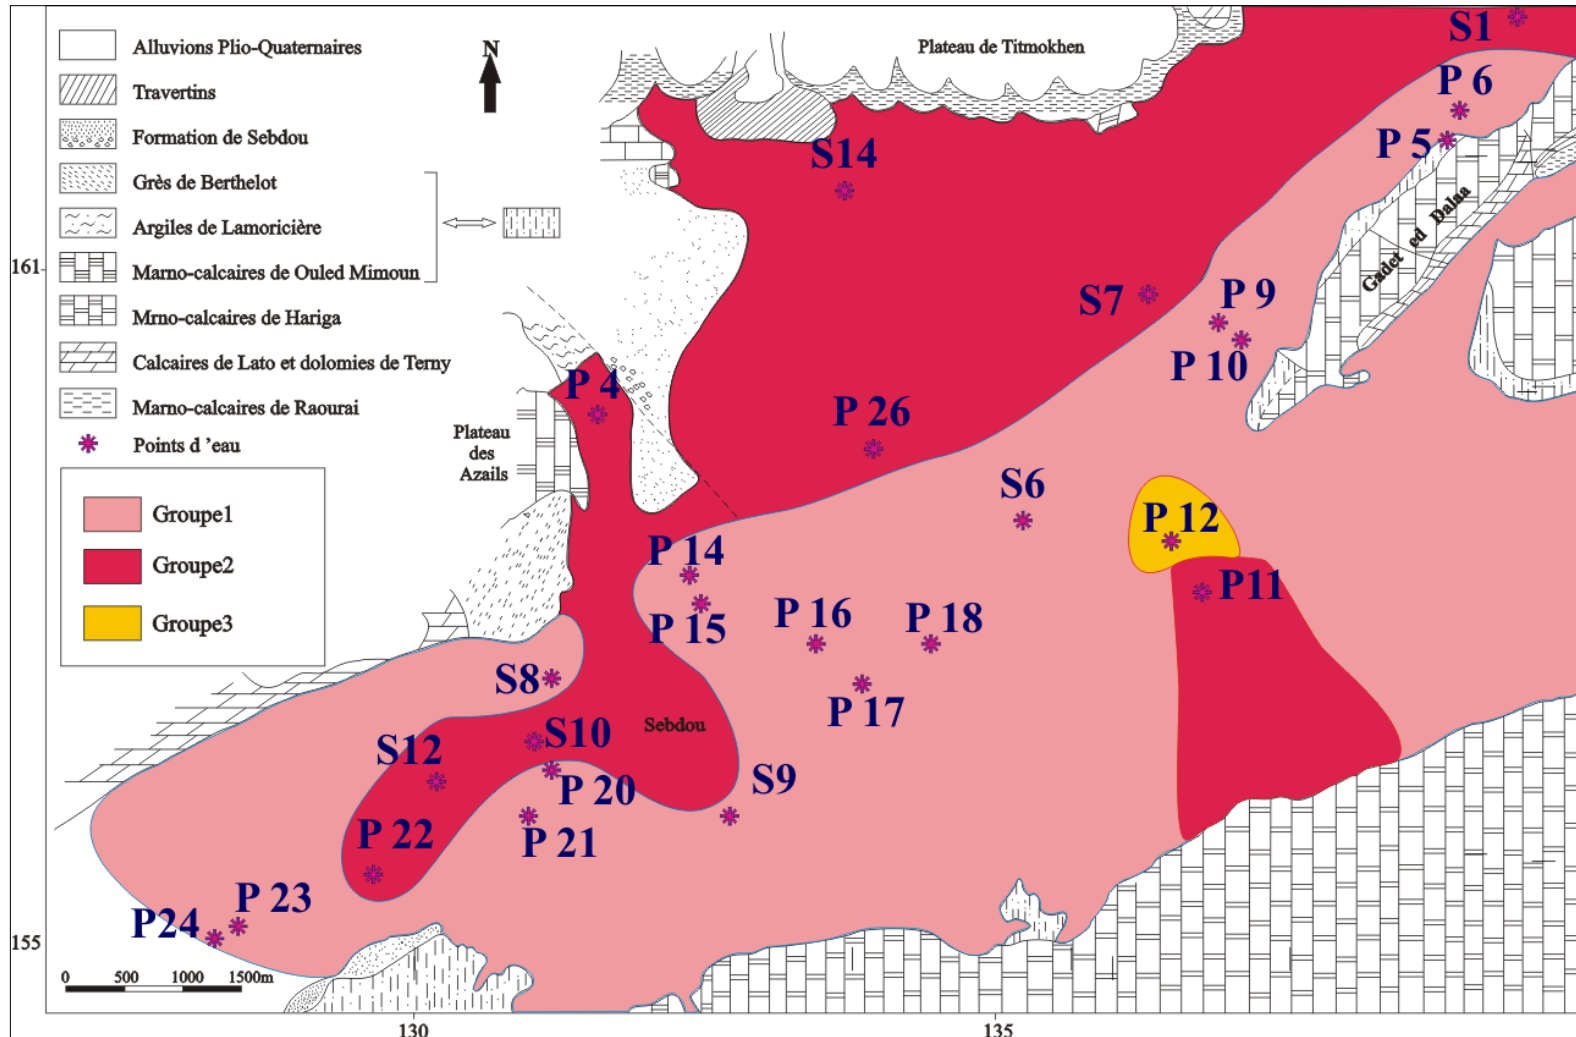 Alluvions Plio-Quaternaires
Travertins
Formation de Sebdou
Grès de Berthelot
Argiles de Lamoricière
Marno-calcaires de Ouled Mimoun
Mrno-calcaires de Hariga
Calcaires de Lato et dolomies de Terny
Marno-calcaires de Raourai
Points d ’eau
Groupe1
Groupe2
Groupe3
N
Plateau de Titmokhen
S1
P 6
P 5
S14
Gadet ed Dalaa
161
S7
P 9
P 10
P 4
Plateau
des
Azails
P 26
S6
P 12
P 14
P11
P 15
P 16
P 18
S8
P 17
Sebdou
S10
S12
P 20
S9
P 22
P 21
P 23
P24
155
0 500 1000 1500m
130
135